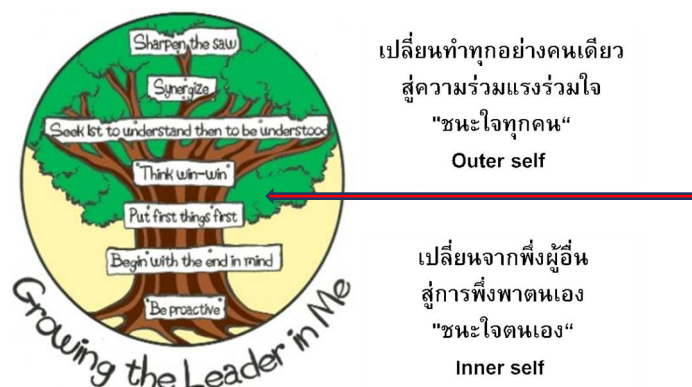 Sharpen the saw
Synergize
Seek 1st to understand then to be understood
"Think win-win"
Put first things first
Begin with the end in mind
"Be proactive"
Growing the Leader in Me
เปลี่ยนทำทุกอย่างคนเดียว
สู่ความร่วมแรงร่วมใจ
"ชนะใจทุกคน“
Outer self
เปลี่ยนจากพึ่งผู้อื่น
สู่การพึ่งพาตนเอง
"ชนะใจตนเอง“
Inner self